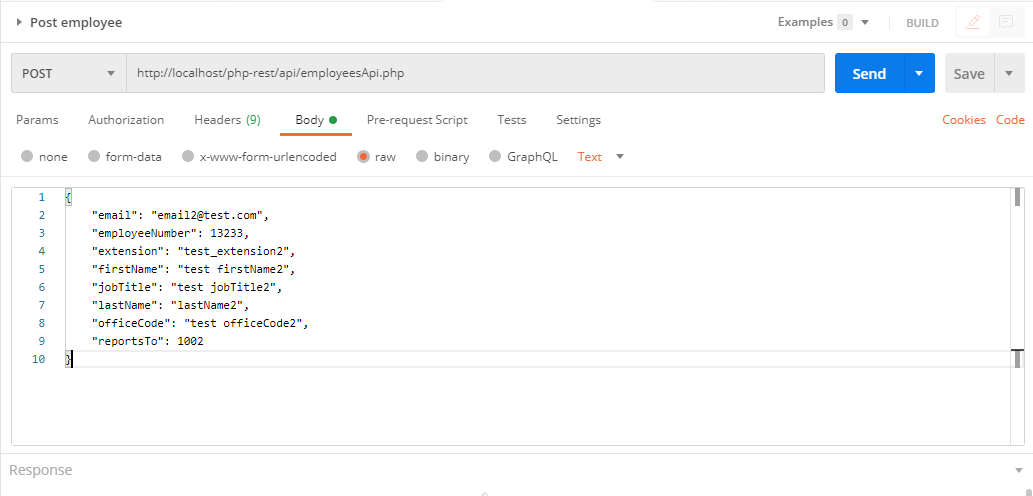 Post employee
Examples 0
BUILD
POST
http://localhost/php-rest/api/employeesApi.php
Send
Save
Params Authorization Headers (9) Body Pre-request Script Tests Settings Cookies Code
none form-data x-www-form-urlencoded raw binary GraphQL Text
1 {
2 "email": "email2@test.com",
3 "employeeNumber": 13233,
4 "extension": "test_extension2",
5 "firstName": "test firstName2",
6 "jobTitle": "test jobTitle2",
7 "lastName": "lastName2",
8 "officeCode": "test officeCode2",
9 "reportsTo": 1002
10 }
Response